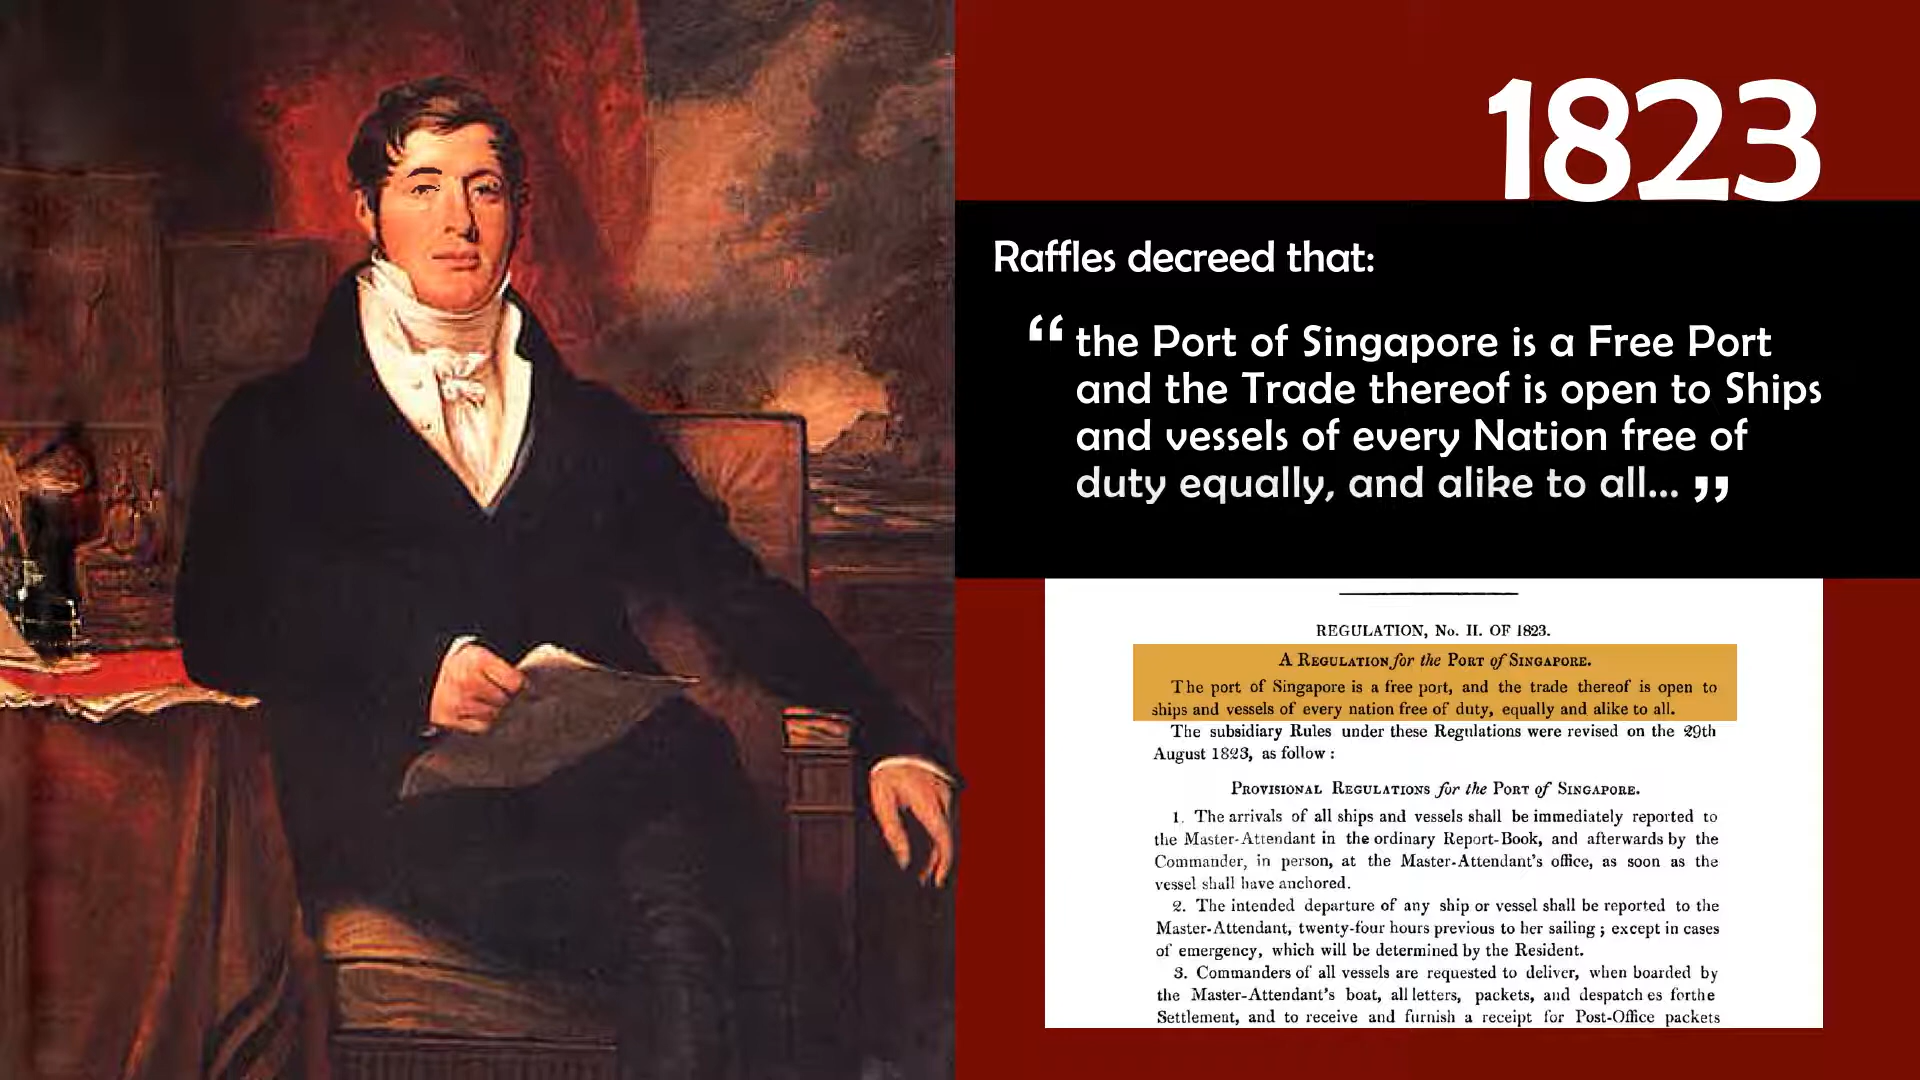 1823
Raffles decreed that:
“ the Port of Singapore is a Free Port
and the Trade thereof is open to Ships
and vessels of every Nation free of
duty equally, and alike to all... ”
REGULATION, No. II. OF 1823.
A REGULATION for the PORT of SINGAPORE.
The port of Singapore is a free port, and the trade thereof is open to
ships and vessels of every nation free of duty, equally and alike to all.
The subsidiary Rules under these Regulations were revised on the 29th
August 1823, as follow :
PROVISIONAL REGULATIONS for the PORT of SINGAPORE.
1. The arrivals of all ships and vessels shall be immediately reported to
the Master-Attendant in the ordinary Report-Book, and afterwards by the
Commander, in person, at the Master-Attendant's office, as soon as the
vessel shall have anchored.
2. The intended departure of any ship or vessel shall be reported to the
Master-Attendant, twenty-four hours previous to her sailing ; except in cases
of emergency, which will be determined by the Resident.
3. Commanders of all vessels are requested to deliver, when boarded by
the Master-Attendant's boat, all letters, packets, and despatch es forthe
Settlement, and to receive and furnish a receipt for Post-Office packets